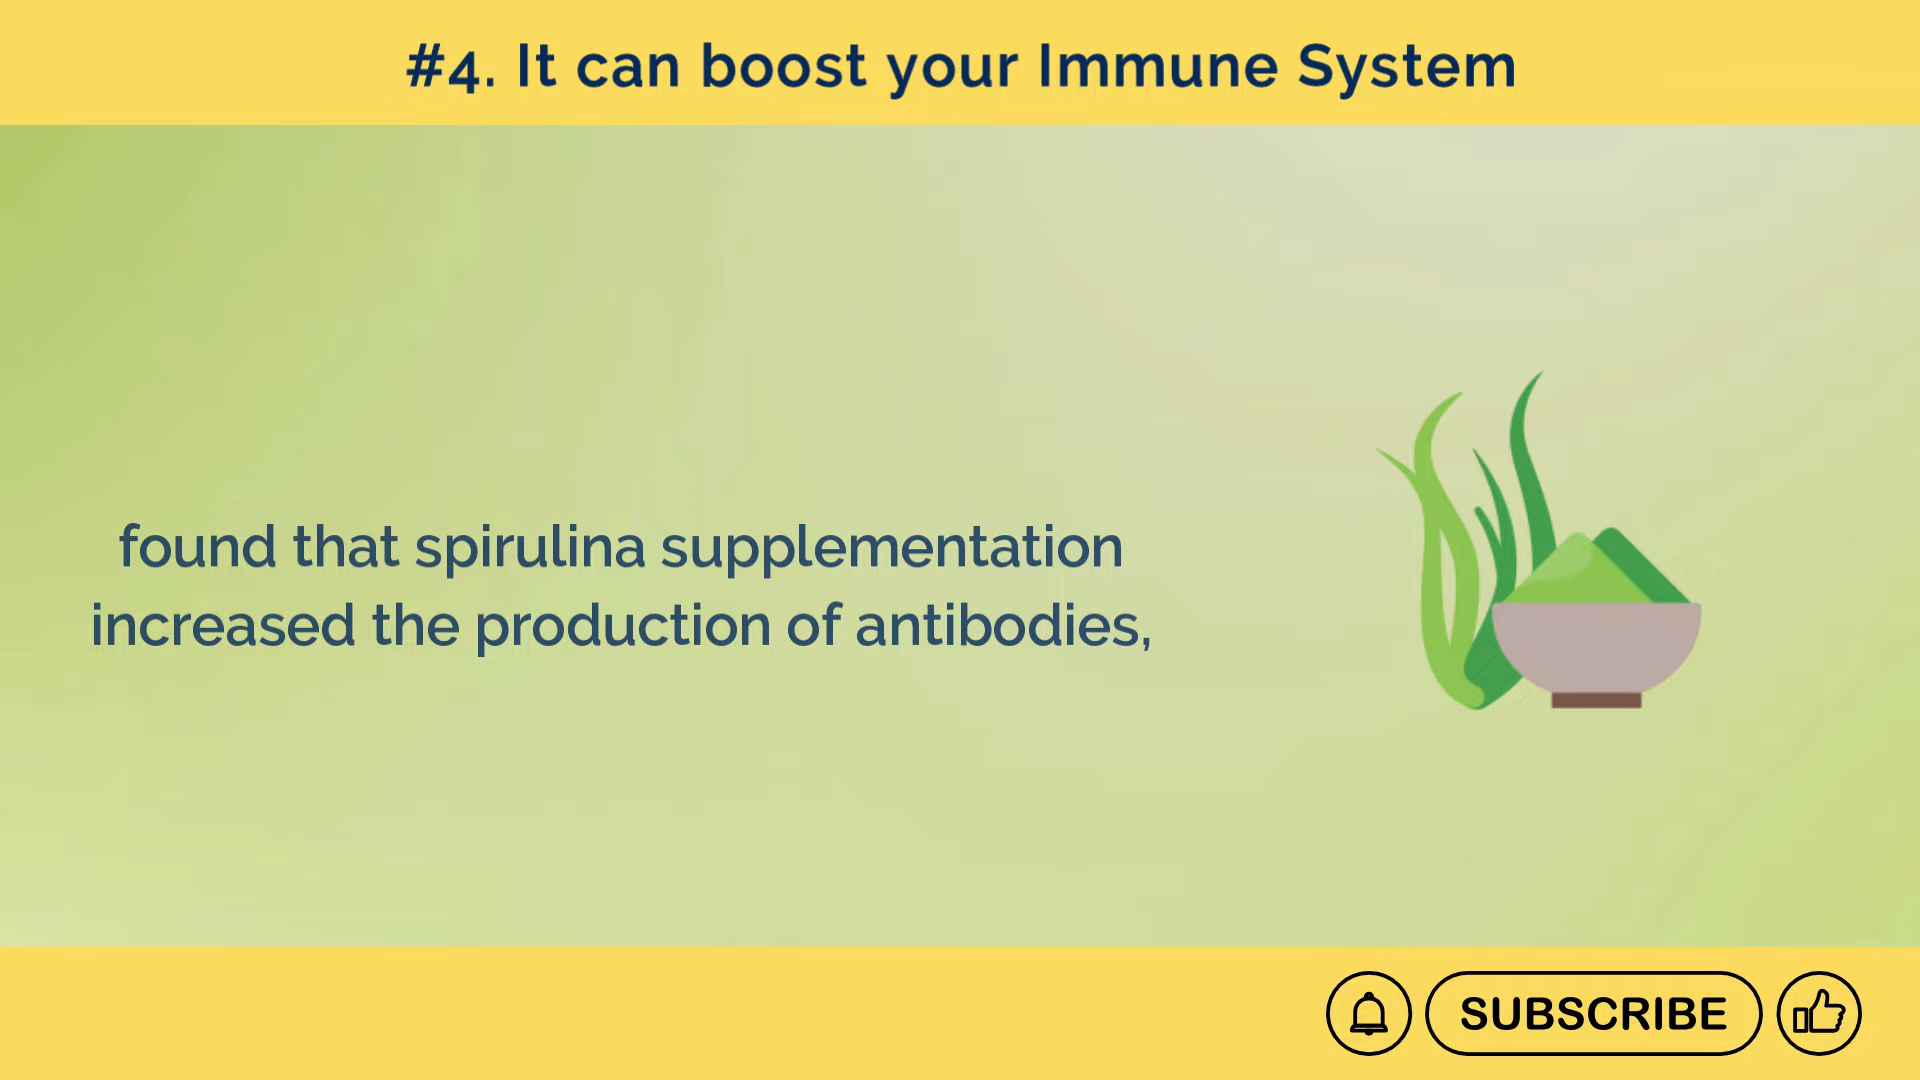 #4. It can boost your Immune System
found that spirulina supplementation
increased the production of antibodies,
SUBSCRIBE